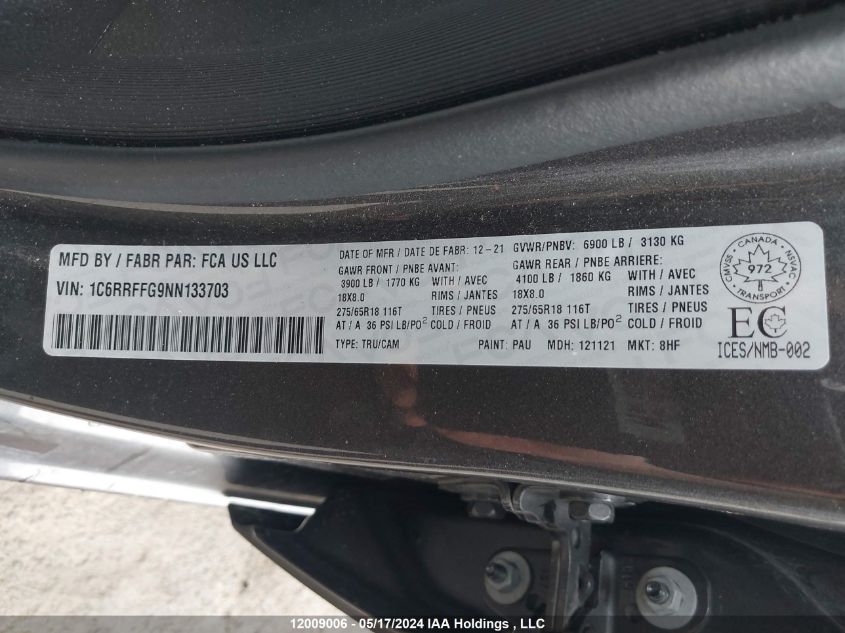 MFD BY / FABR PAR: FCA US LLC
VIN: 1C6RRFFG9NN133703
DATE OF MFR / DATE DE FABR: 12-21 GVWR/PNBV: 6900 LB / 3130 KG
GAWR FRONT / PNBE AVANT: GAWR REAR / PNBE ARRIERE:
3900 LB / 1770 KG WITH / AVEC 4100 LB / 1860 KG WITH / AVEC
18X8.0 RIMS / JANTES 18X8.0 RIMS / JANTES
275/65R18 116T TIRES / PNEUS 275/65R18 116T TIRES / PNEUS
AT / A 36 PSI LB/PO² COLD / FROID AT / A 36 PSI LB/PO² COLD / FROID
TYPE: TRU/CAM PAINT: PAU MDH: 121121 MKT: 8HF
CANADA
CMVSS 972 NSVAC
TRANSPORT
EC
ICES/NMB-002
12009006 - 05/17/2024 IAA Holdings , LLC